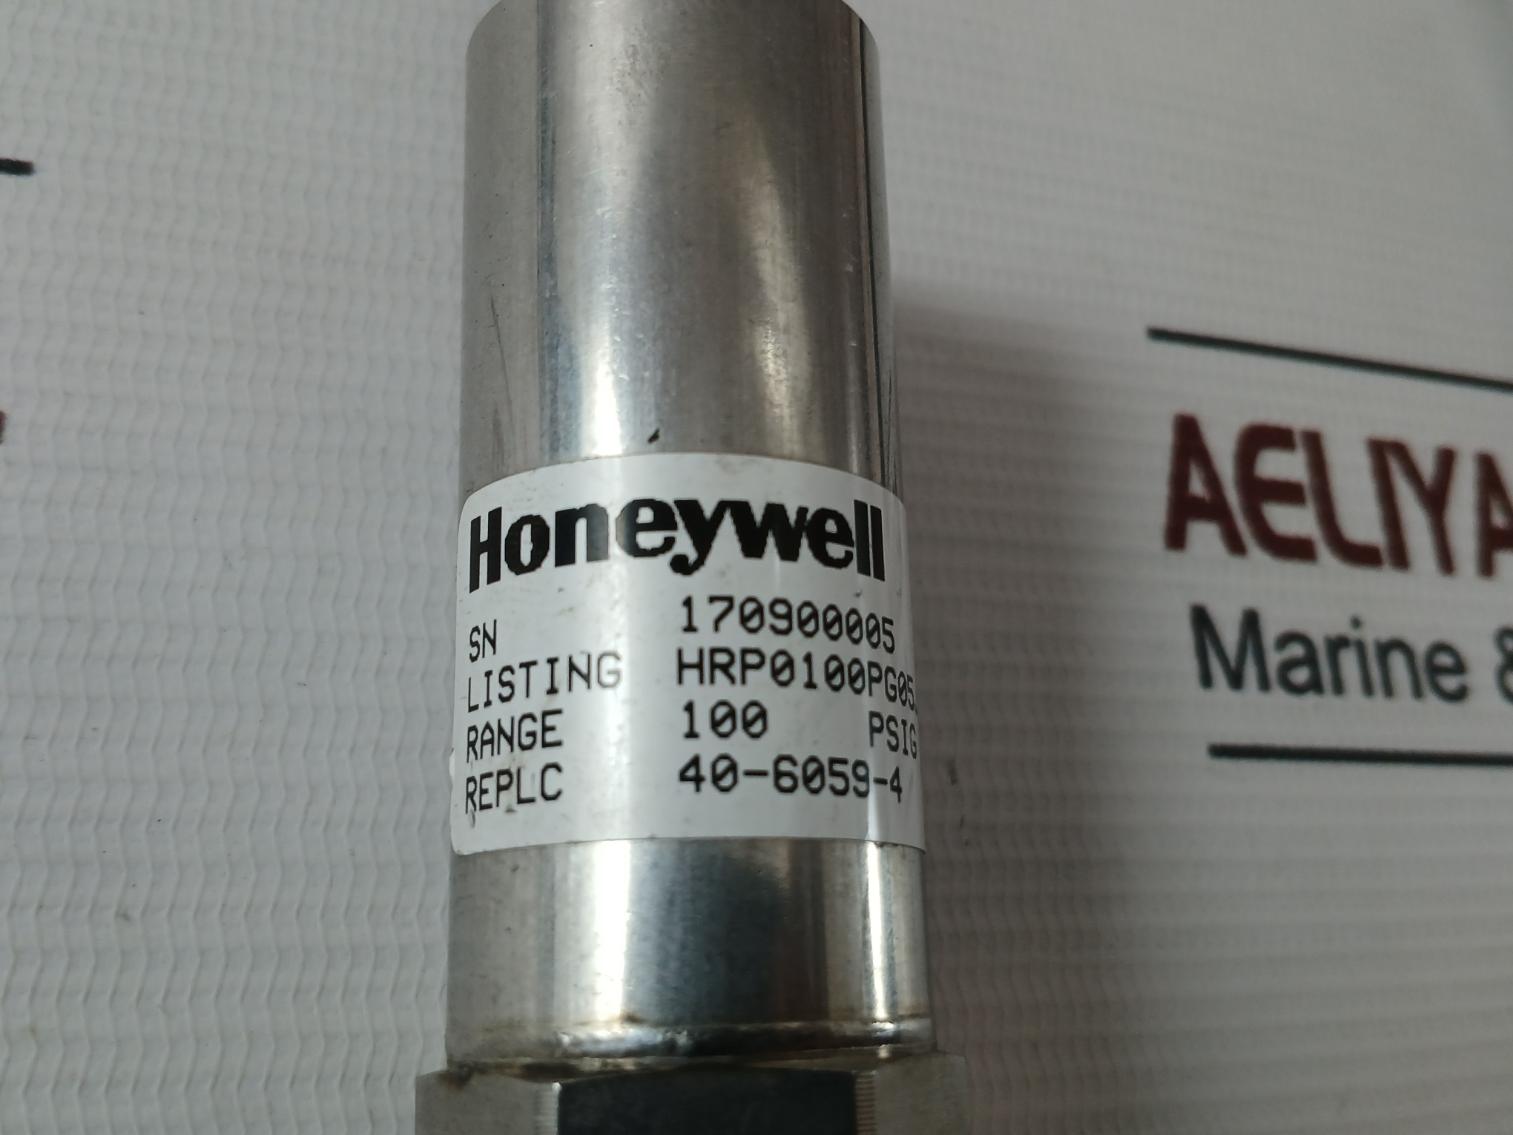 Honeywell
SN 170900005
LISTING HRP0100PG05
RANGE 100 PSIG
REPLC 40-6059-4
AELIYA
Marine &